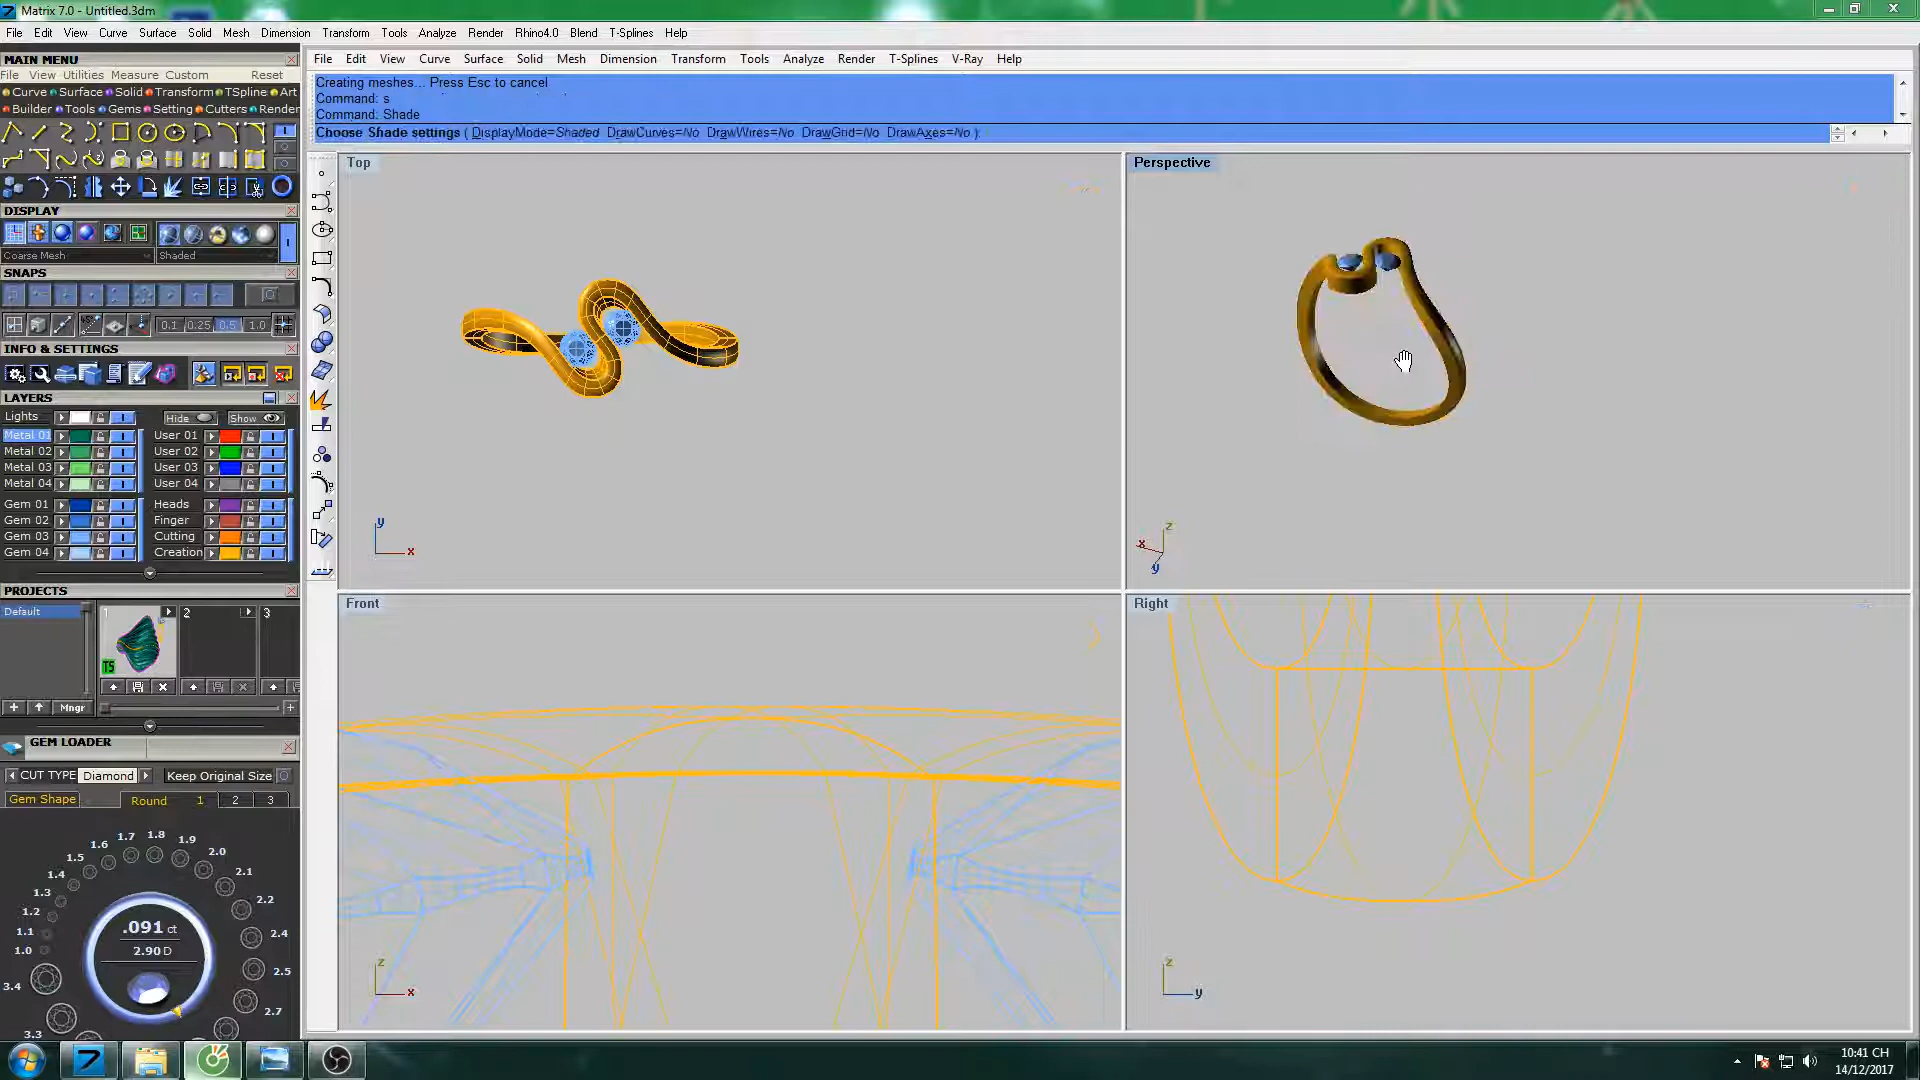 Matrix 7.0 - Untitled.3dm
File Edit View Curve Surface Solid Mesh Dimension Transform Tools Analyze Render Rhino4.0 Blend T-Splines Help
MAIN MENU
File View Utilities Measure Custom Reset
Curve Surface Solid Transform TSpline Art
Builder Tools Gems Setting Cutters Render
DISPLAY
Coarse Mesh Shaded
SNAPS
0.1 0.25 0.5 1.0
INFO & SETTINGS
LAYERS
Lights Hide Show
Metal 01 User 01
Metal 02 User 02
Metal 03 User 03
Metal 04 User 04
Gem 01 Heads
Gem 02 Finger
Gem 03 Cutting
Gem 04 Creation
PROJECTS
Default 1 2 3
TS
Mngr
GEM LOADER
CUT TYPE Diamond Keep Original Size
Gem Shape Round 1 2 3
1.7 1.8
1.6 1.9
1.5 2.0
1.4 2.1
1.3
1.2 2.2
1.1 2.4
1.0
.091 ct
2.90 D
2.5
3.4
2.7
3.3
File Edit View Curve Surface Solid Mesh Dimension Transform Tools Analyze Render T-Splines V-Ray Help
Creating meshes... Press Esc to cancel
Command: s
Command: Shade
Choose Shade settings ( DisplayMode=Shaded DrawCurves=No DrawWires=No DrawGrid=No DrawAxes=No ):
Top
y
x
Perspective
z
x
y
Front
z
x
Right
z
y
10:41 CH
14/12/2017